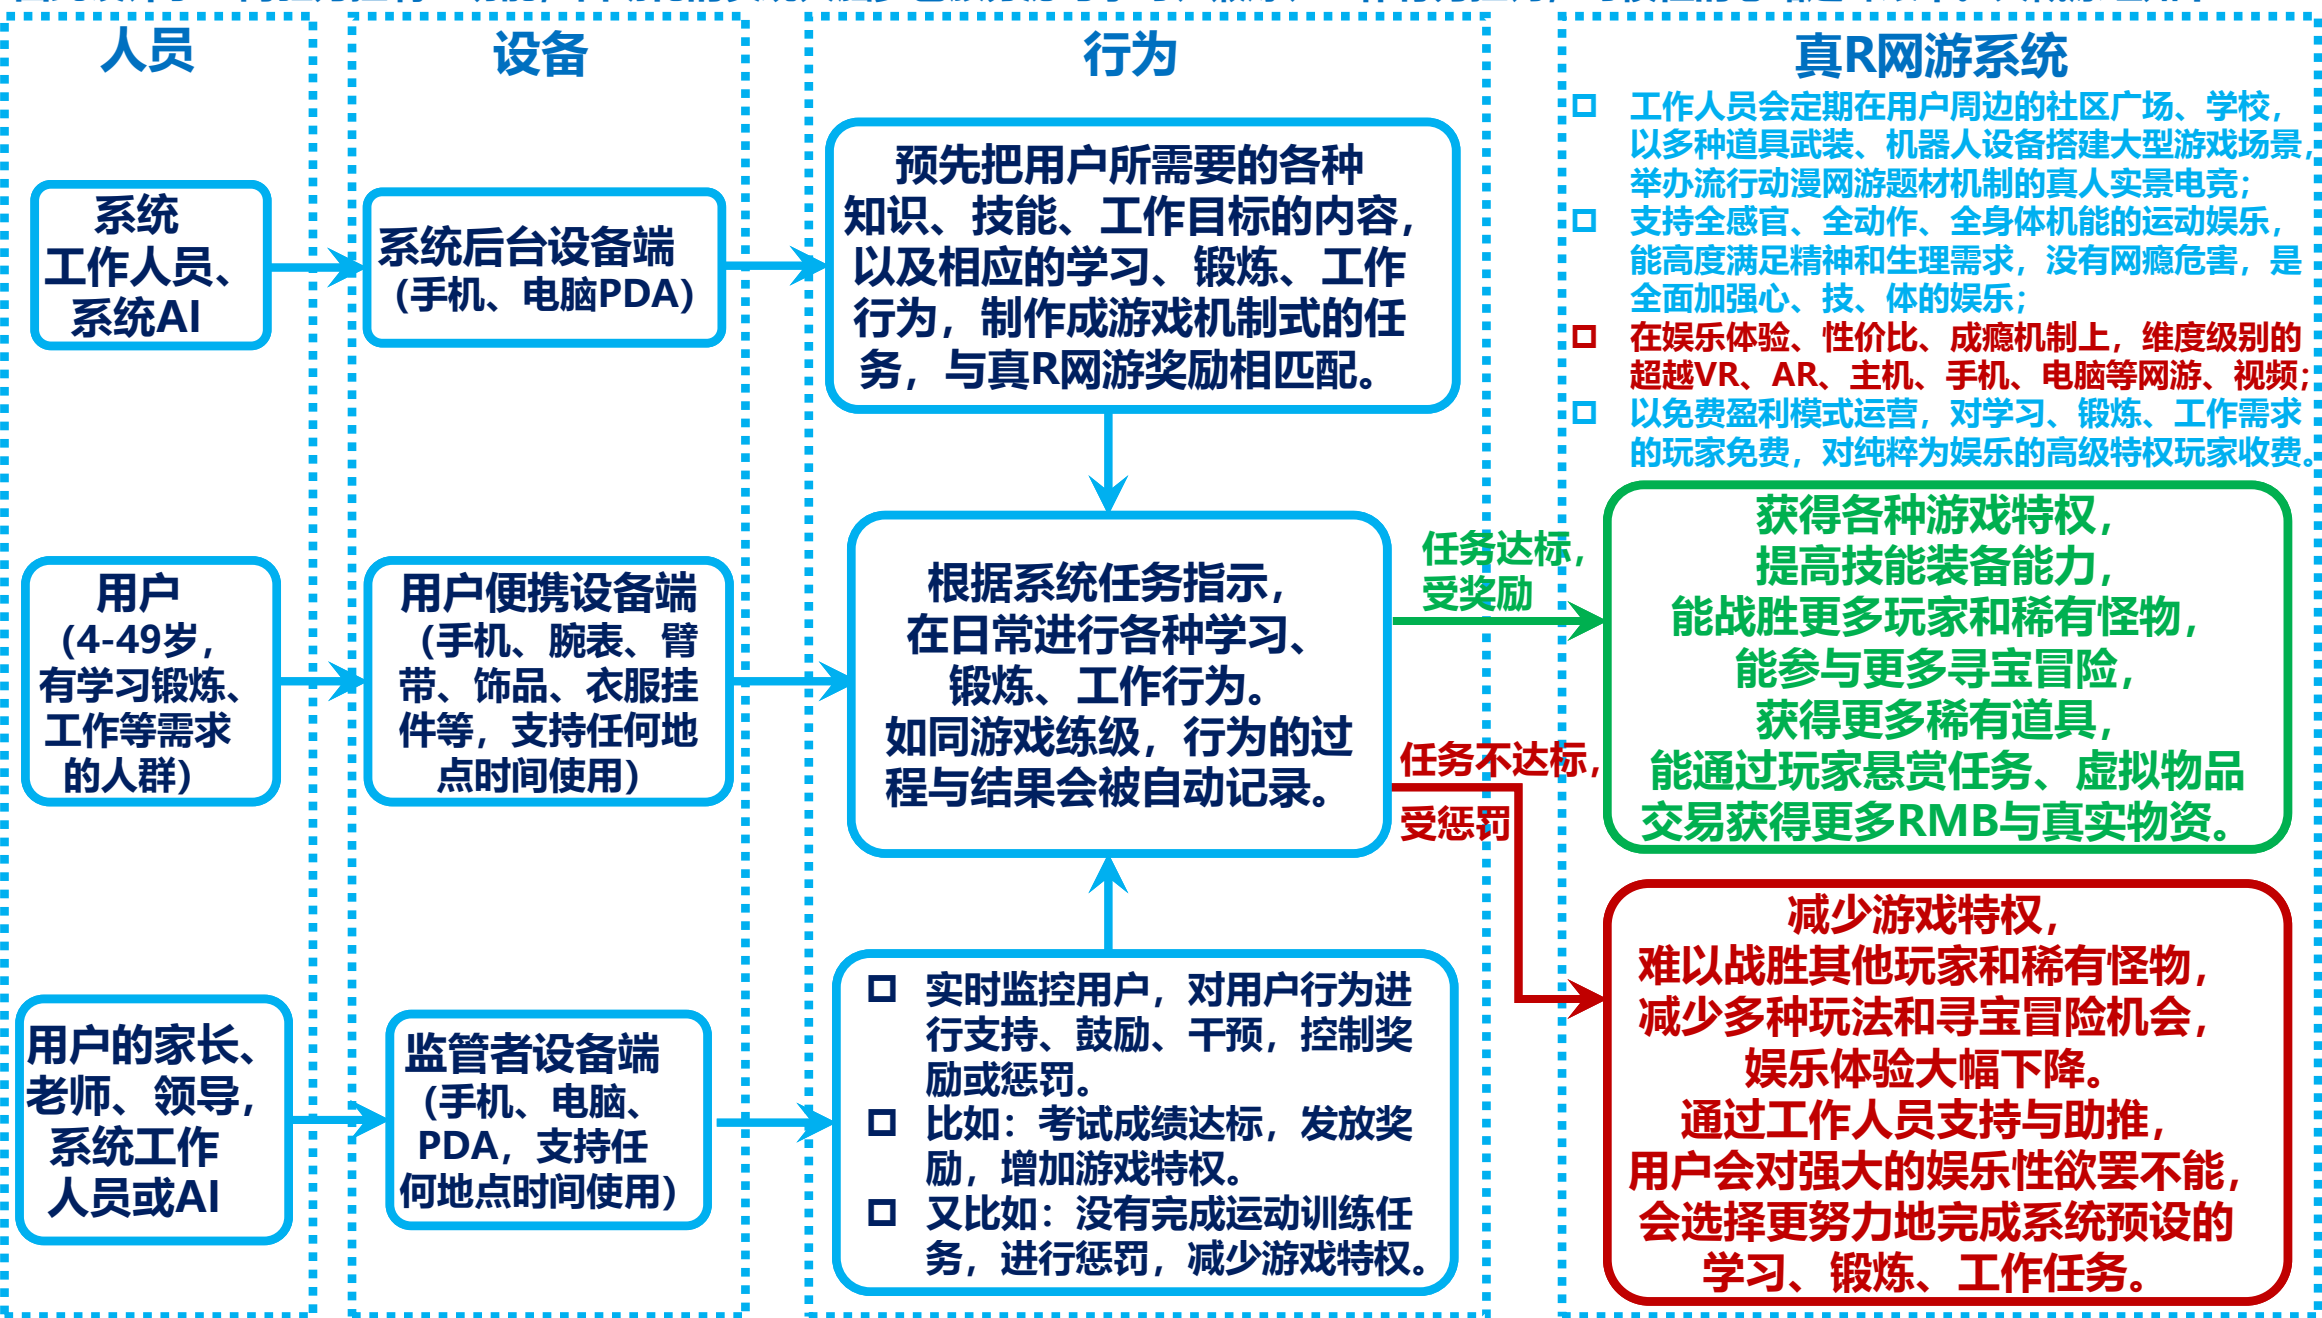 人员
系统
工作人员、
系统AI
用户
（4-49岁，
有学习锻炼、
工作等需求
的人群）
用户的家长、
老师、领导，
系统工作
人员或AI
设备
系统后台设备端
（手机、电脑PDA）
用户便携设备端
（手机、腕表、臂
带、饰品、衣服挂
件等，支持任何地
点时间使用）
监管者设备端
（手机、电脑、
PDA，支持任
何地点时间使用）
行为
预先把用户所需要的各种
知识、技能、工作目标的内容，
以及相应的学习、锻炼、工作
行为，制作成游戏机制式的任
务，与真R网游奖励相匹配。
根据系统任务指示，
在日常进行各种学习、
锻炼、工作行为。
如同游戏练级，行为的过
程与结果会被自动记录。
实时监控用户，对用户行为进
行支持、鼓励、干预，控制奖
励或惩罚。
比如：考试成绩达标，发放奖
励，增加游戏特权。
又比如：没有完成运动训练任
务，进行惩罚，减少游戏特权。
任务达标，
受奖励
任务不达标，
受惩罚
真R网游系统
工作人员会定期在用户周边的社区广场、学校，
以多种道具武装、机器人设备搭建大型游戏场景，
举办流行动漫网游题材机制的真人实景电竞；
支持全感官、全动作、全身体机能的运动娱乐，
能高度满足精神和生理需求，没有网瘾危害，是
全面加强心、技、体的娱乐；
在娱乐体验、性价比、成瘾机制上，维度级别的
超越VR、AR、主机、手机、电脑等网游、视频；
以免费盈利模式运营，对学习、锻炼、工作需求
的玩家免费，对纯粹为娱乐的高级特权玩家收费。
获得各种游戏特权，
提高技能装备能力，
能战胜更多玩家和稀有怪物，
能参与更多寻宝冒险，
获得更多稀有道具，
能通过玩家悬赏任务、虚拟物品
交易获得更多RMB与真实物资。
减少游戏特权，
难以战胜其他玩家和稀有怪物，
减少多种玩法和寻宝冒险机会，
娱乐体验大幅下降。
通过工作人员支持与助推，
用户会对强大的娱乐性欲罢不能，
会选择更努力地完成系统预设的
学习、锻炼、工作任务。